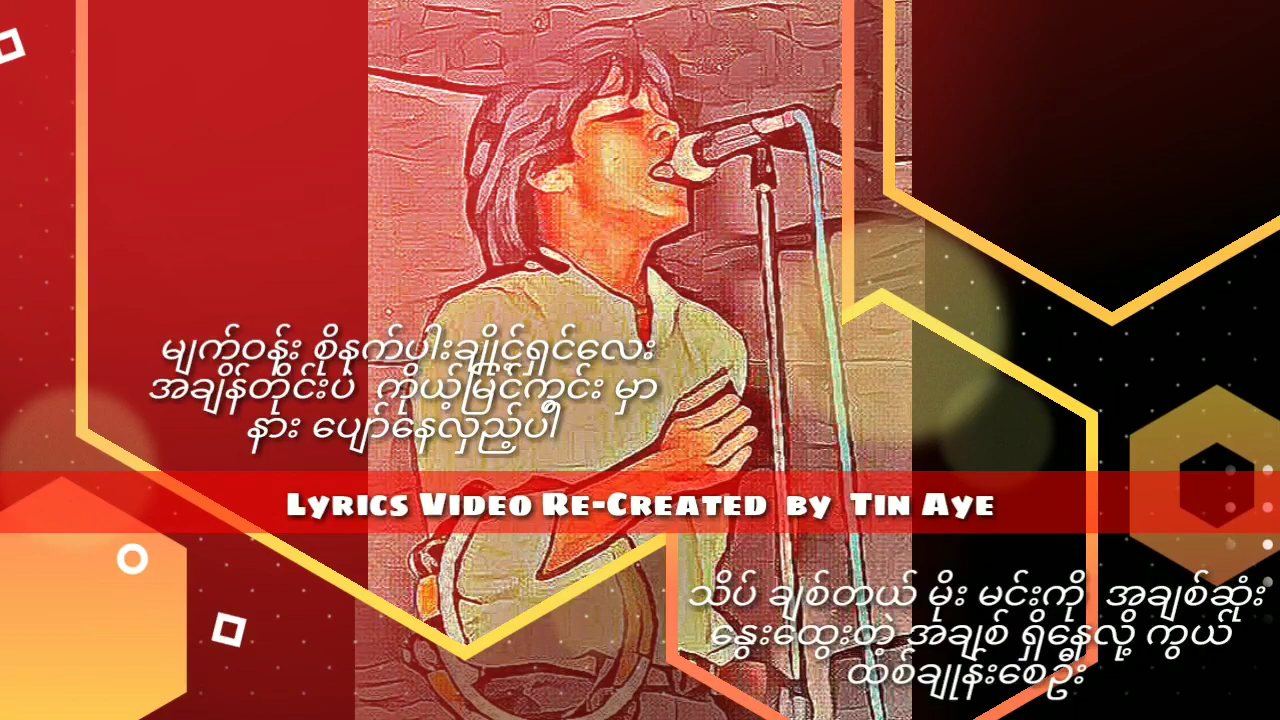 မျက်ဝန်း စိုနက်ပါးချိုင့်ရှင်လေး
အချိန်တိုင်းပဲ ကိုယ့်မြင်ကွင်း မှာ
နား ပျော်နေလှည့်ပါ
Lyrics Video Re-Created by Tin Aye
သိပ် ချစ်တယ် မိုး မင်းကို အချစ်ဆုံး
နွေးထွေးတဲ့ အချစ် ရှိနေလို့ ကွယ်
တစ်ချုန်းစေဦး